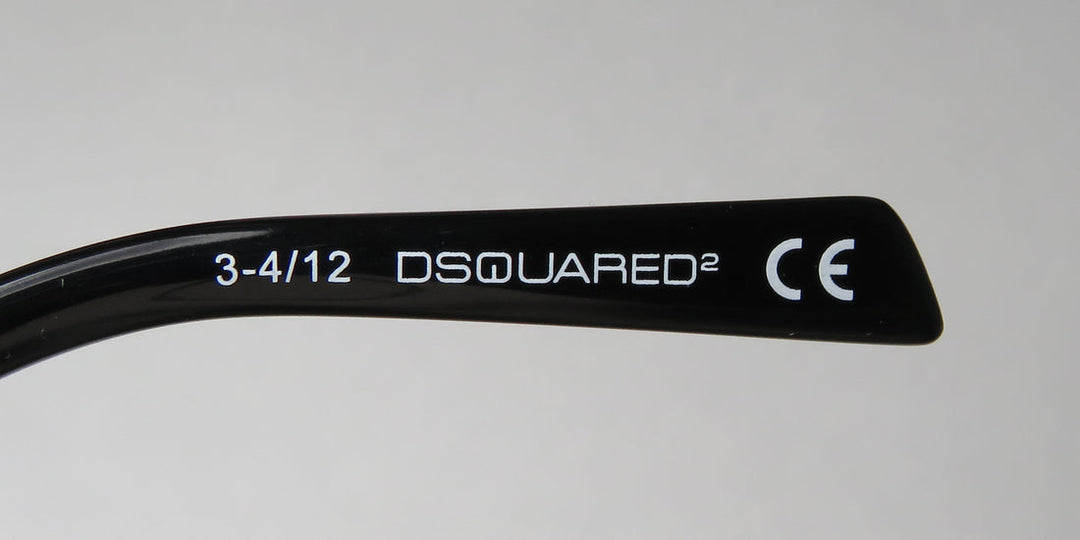 3-4/12 DSQUARED² CE